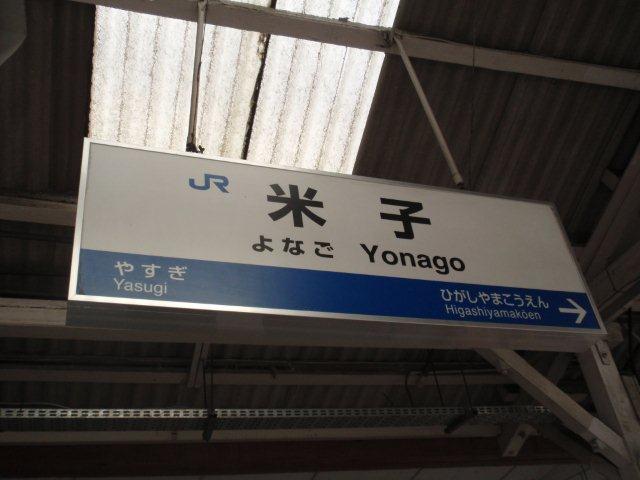 JR 米子
よなご Yonago
やすぎ
Yasugi
ひがしやまこうえん
Higashiyamakōen
→